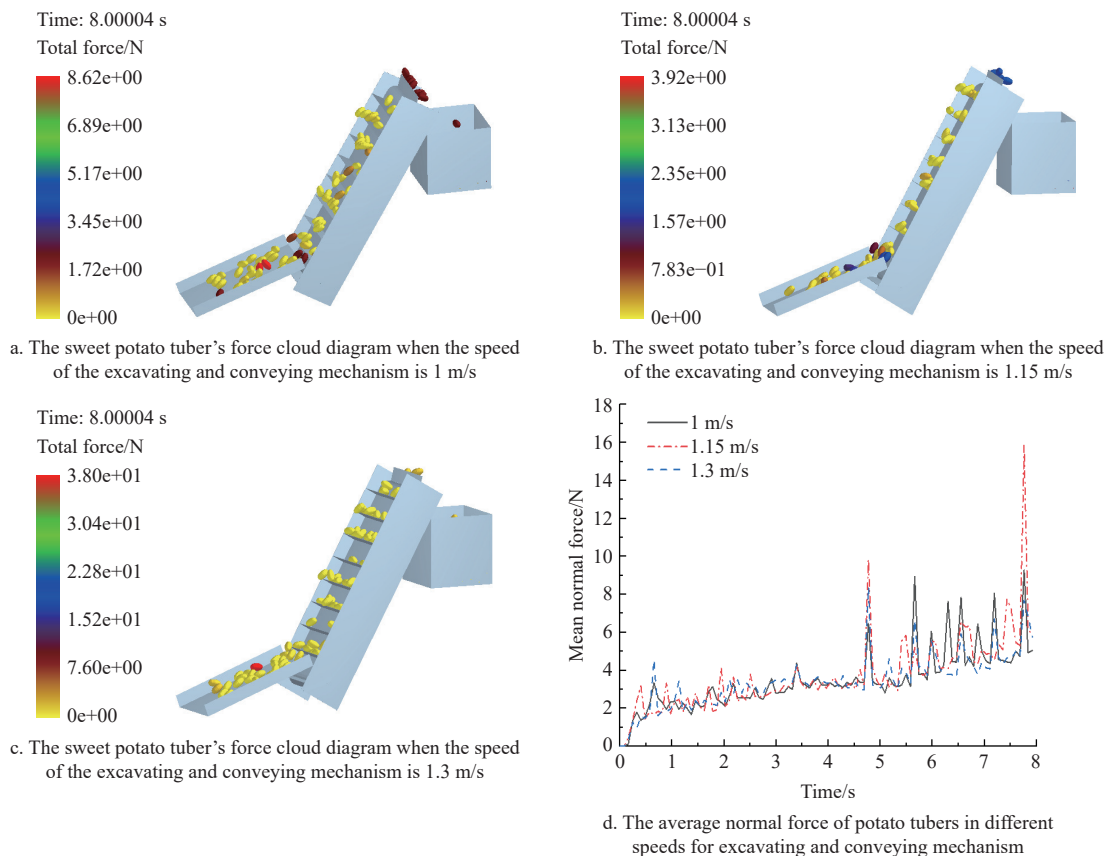 Time: 8.00004 s
Total force/N
8.62e+00
6.89e+00
5.17e+00
3.45e+00
1.72e+00
0e+00
a. The sweet potato tuber’s force cloud diagram when the speed
of the excavating and conveying mechanism is 1 m/s
Time: 8.00004 s
Total force/N
3.92e+00
3.13e+00
2.35e+00
1.57e+00
7.83e−01
0e+00
b. The sweet potato tuber’s force cloud diagram when the speed
of the excavating and conveying mechanism is 1.15 m/s
Time: 8.00004 s
Total force/N
3.80e+01
3.04e+01
2.28e+01
1.52e+01
7.60e+00
0e+00
c. The sweet potato tuber’s force cloud diagram when the speed
of the excavating and conveying mechanism is 1.3 m/s
18
16
14
12
10
8
6
4
2
0
Mean normal force/N
1 m/s
1.15 m/s
1.3 m/s
0 1 2 3 4 5 6 7 8
Time/s
d. The average normal force of potato tubers in different
speeds for excavating and conveying mechanism